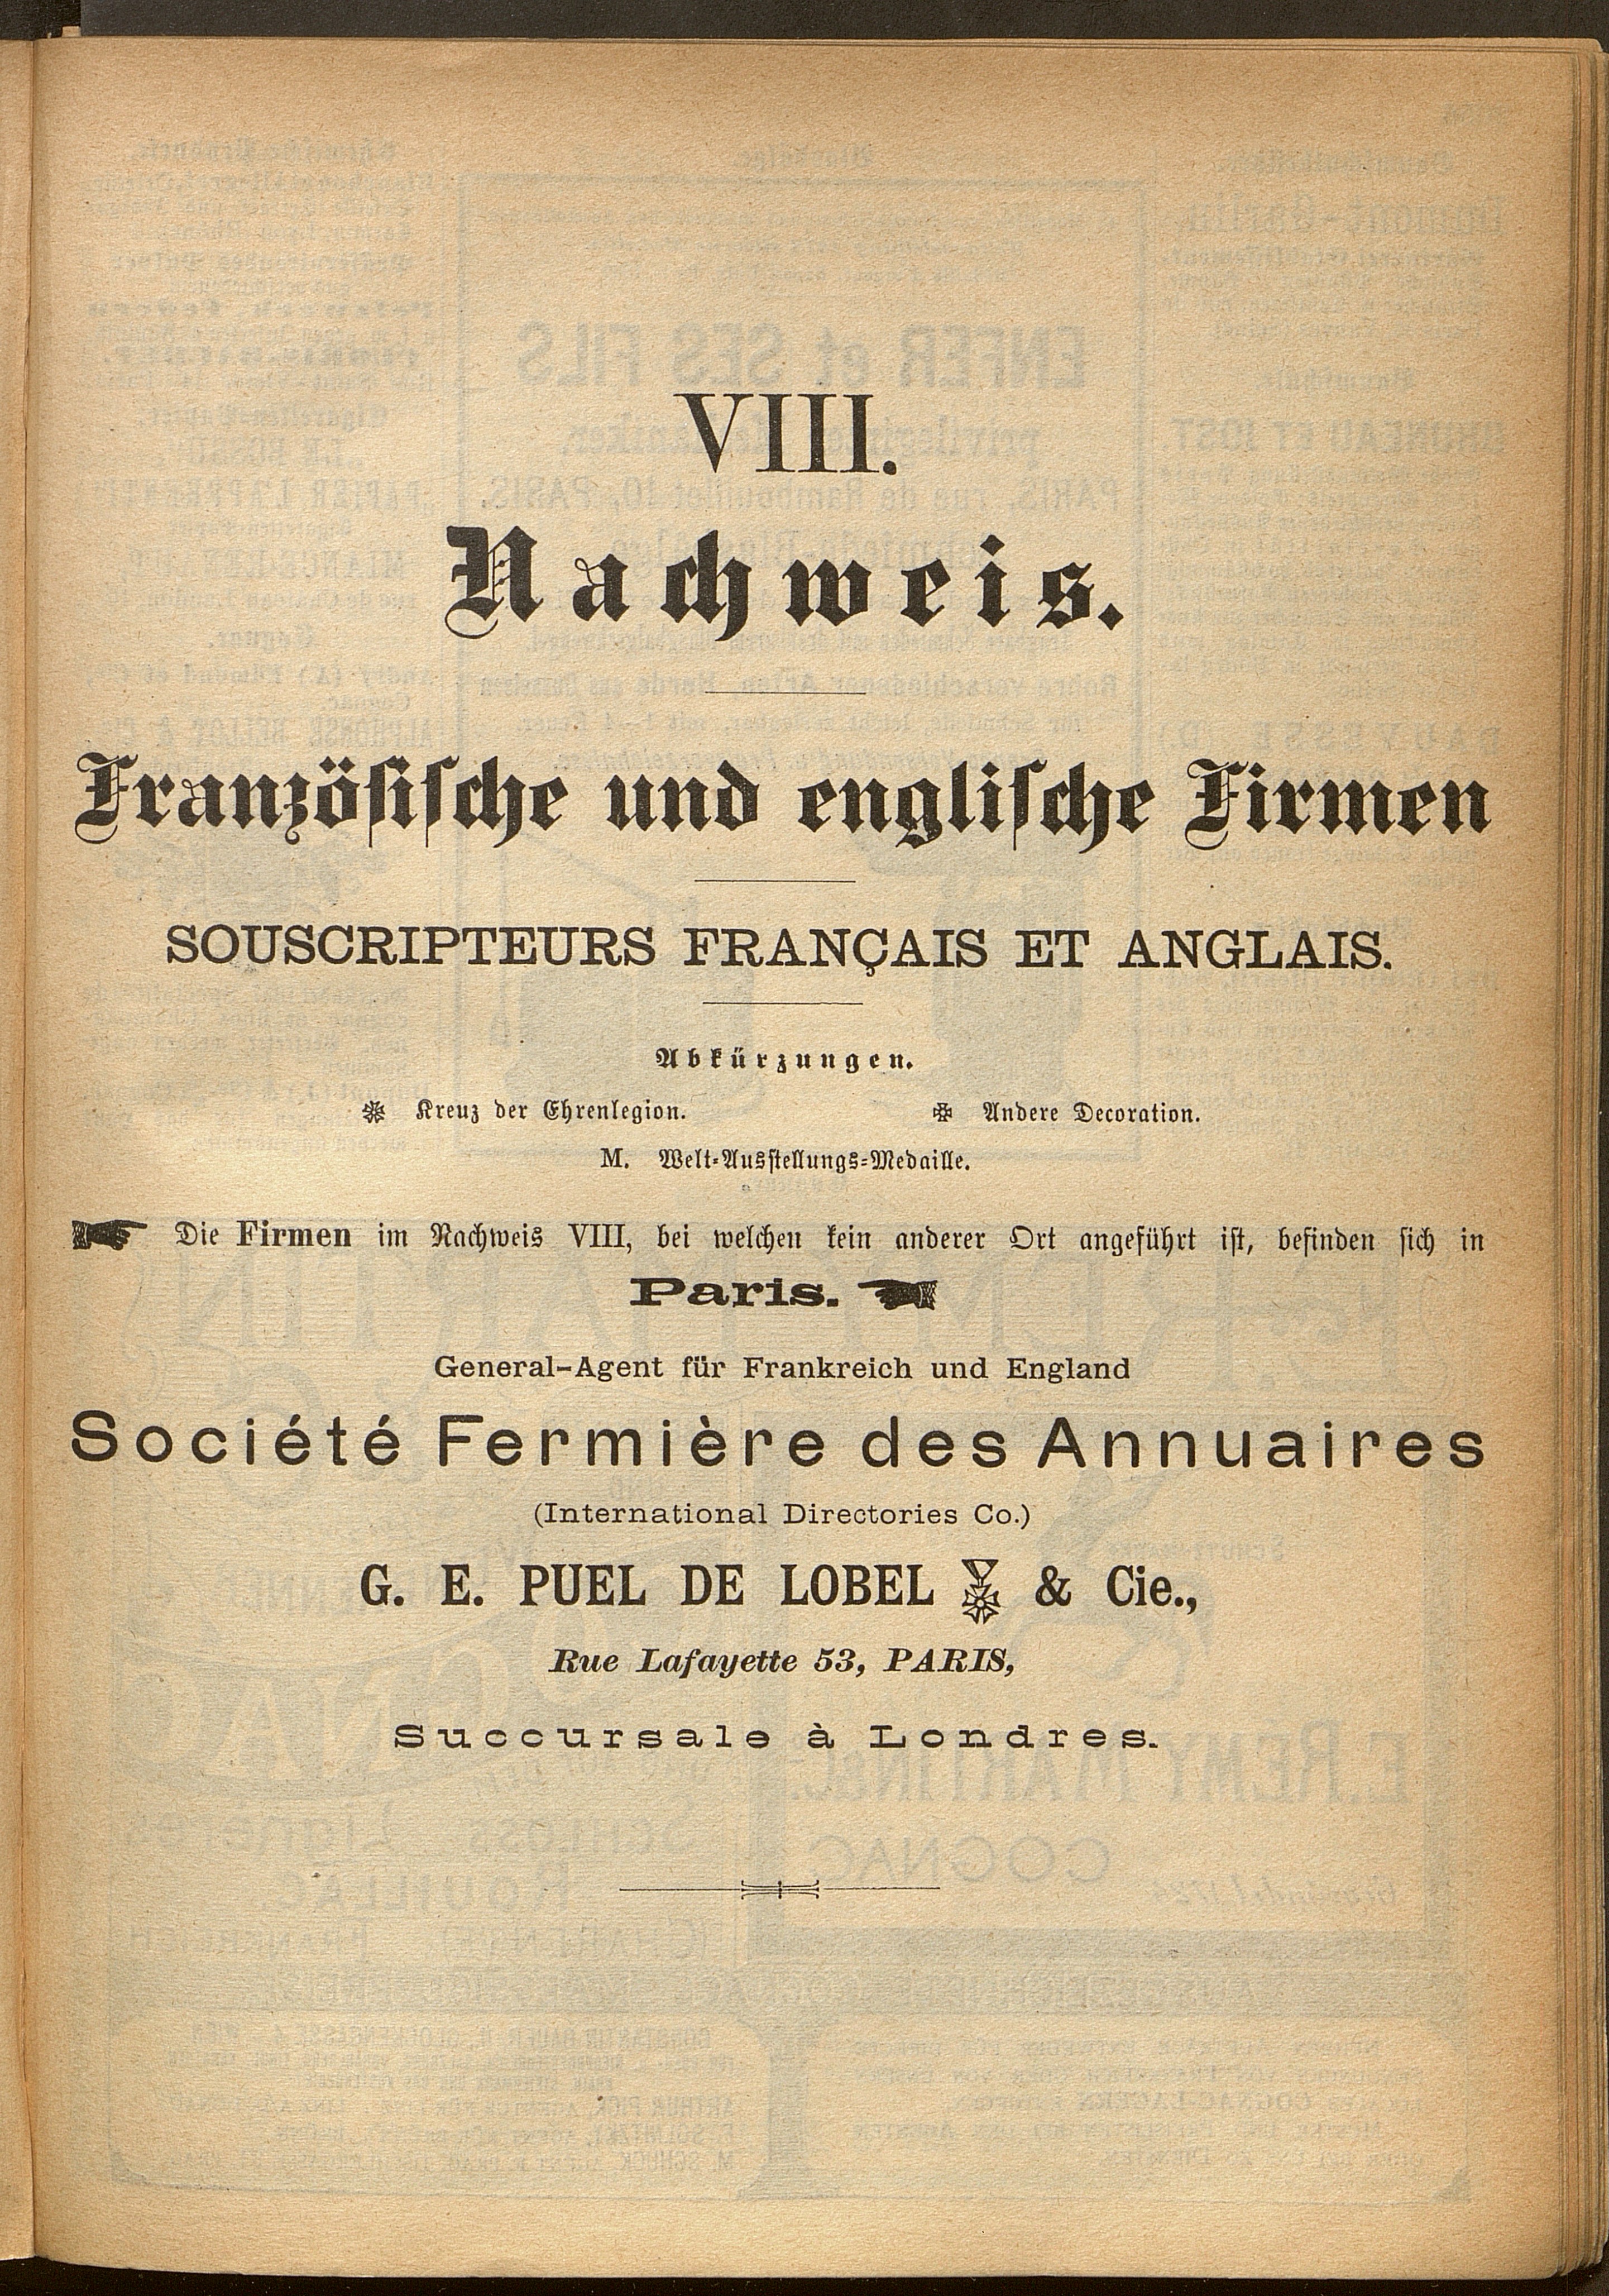 VIII.
Nachweis.
Französische und englische Firmen
SOUSCRIPTEURS FRANÇAIS ET ANGLAIS.
Abkürzungen.
Kreuz der Ehrenlegion. Andere Decoration.
M. Welt-Ausstellungs-Medaille.
Die Firmen im Nachweis VIII, bei welchen kein anderer Ort angeführt ist, befinden sich in
Paris.
General-Agent für Frankreich und England
Société Fermière des Annuaires
(International Directories Co.)
G. E. PUEL DE LOBEL & Cie.,
Rue Lafayette 53, PARIS,
Succursale à Londres.